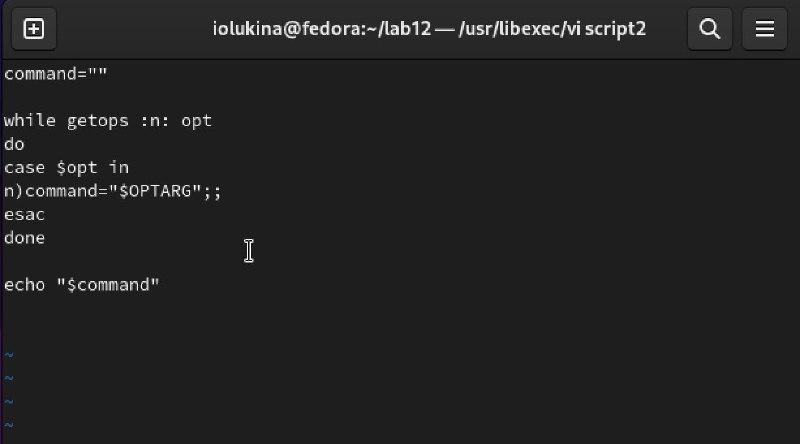 iolukina@fedora:~/lab12 — /usr/libexec/vi script2
command=""
while getops :n: opt
do
case $opt in
n)command="$OPTARG";;
esac
done
echo "$command"
~
~
~
~